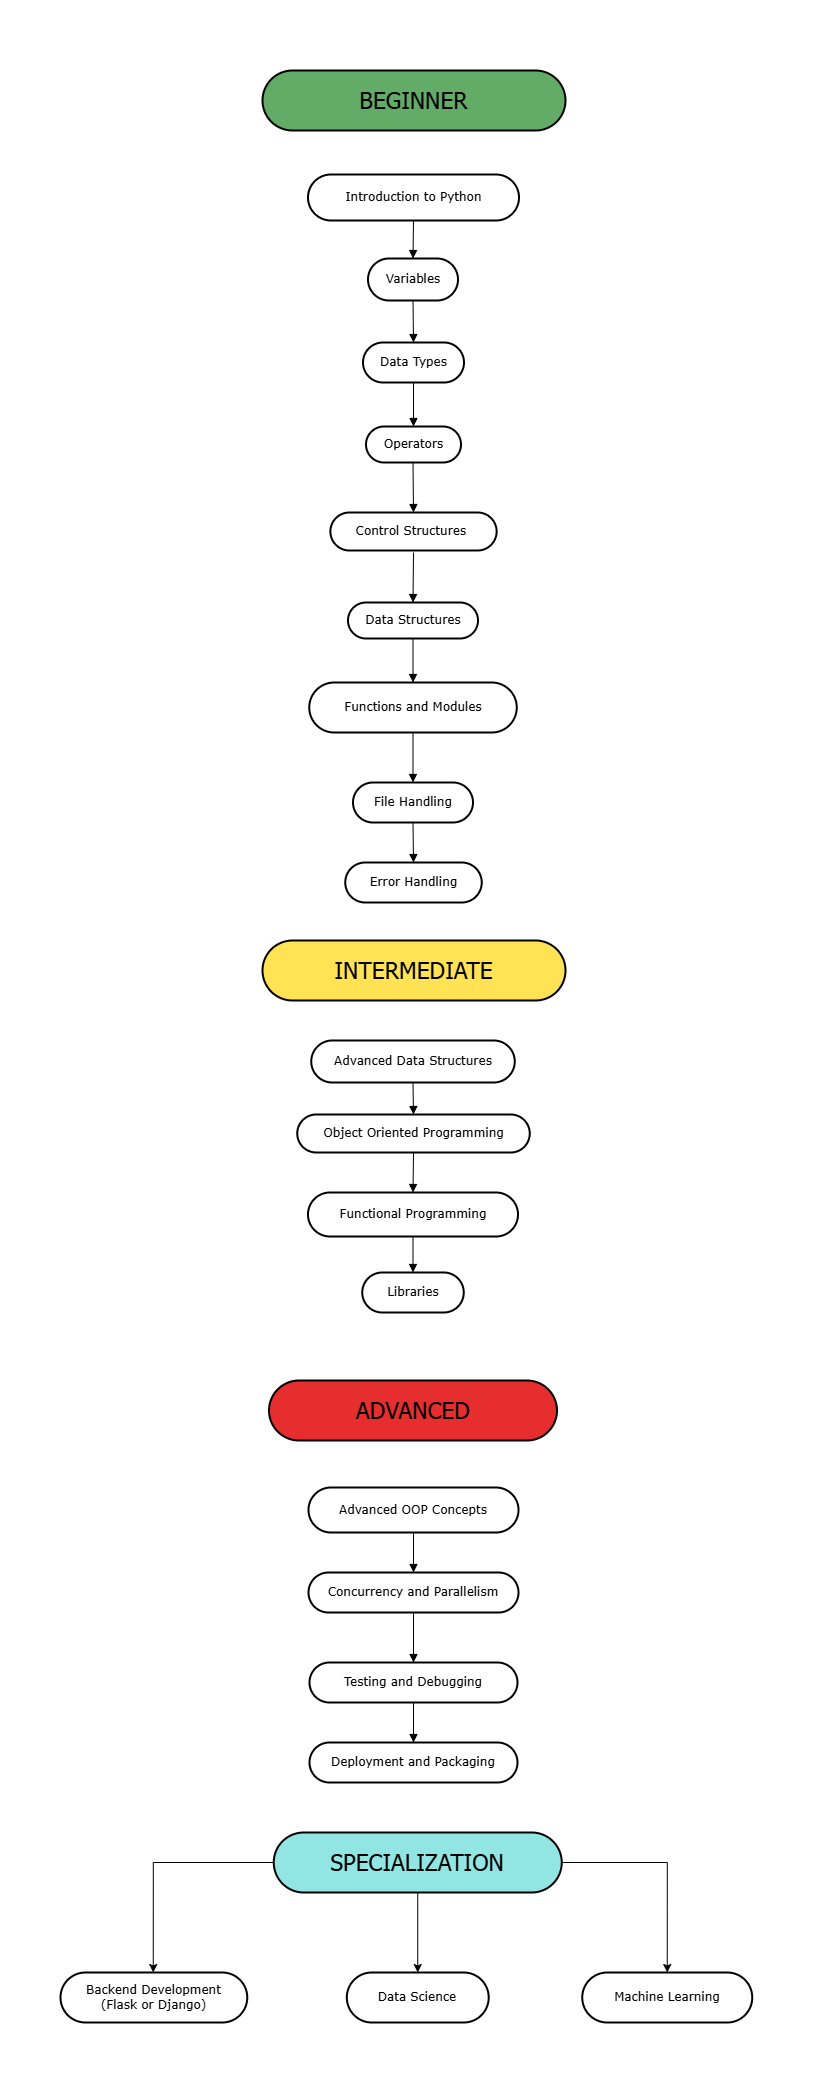 BEGINNER
Introduction to Python
Variables
Data Types
Operators
Control Structures
Data Structures
Functions and Modules
File Handling
Error Handling
INTERMEDIATE
Advanced Data Structures
Object Oriented Programming
Functional Programming
Libraries
ADVANCED
Advanced OOP Concepts
Concurrency and Parallelism
Testing and Debugging
Deployment and Packaging
SPECIALIZATION
Backend Development
(Flask or Django)
Data Science
Machine Learning